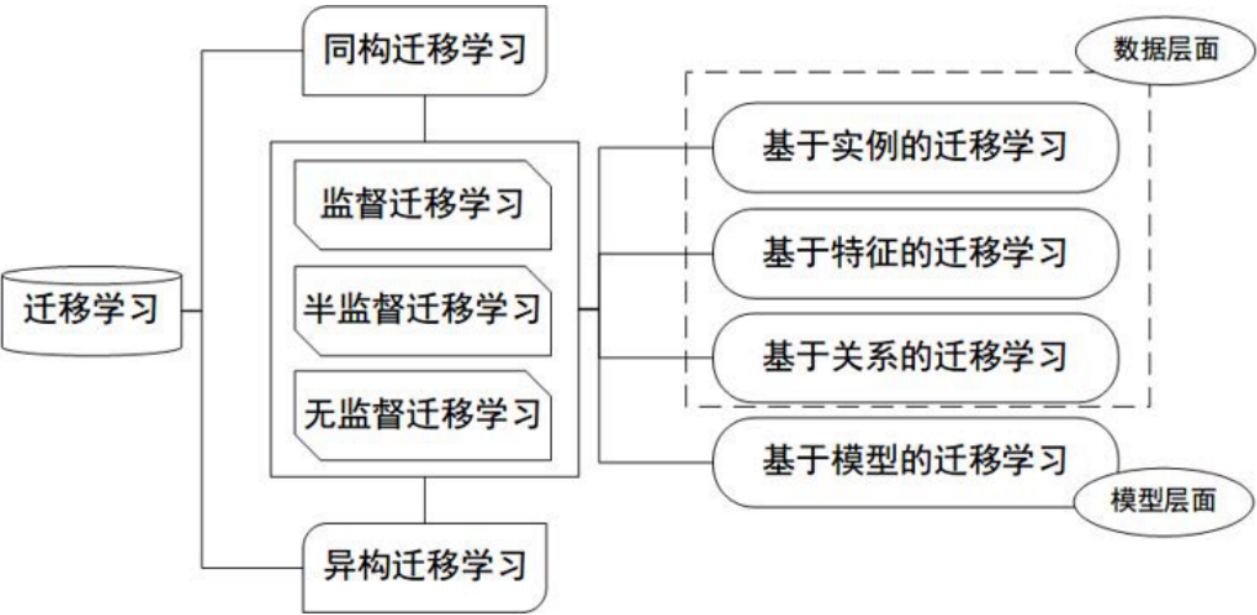 同构迁移学习
数据层面
基于实例的迁移学习
监督迁移学习
基于特征的迁移学习
迁移学习
半监督迁移学习
基于关系的迁移学习
无监督迁移学习
基于模型的迁移学习
模型层面
异构迁移学习